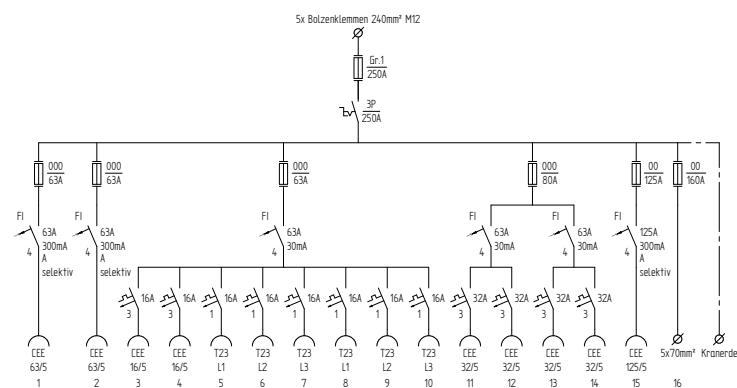 5x Bolzenklemmen 240mm² M12
Gr.1
250A
3P
250A
000
63A
000
63A
000
63A
000
80A
00
125A
00
160A
FI
63A
300mA
A
selektiv
4
FI
63A
300mA
A
selektiv
4
FI
63A
30mA
4
FI
63A
30mA
4
FI
63A
30mA
4
FI
125A
300mA
A
selektiv
4
16A
3
16A
3
16A
1
16A
1
16A
1
16A
1
16A
1
16A
1
32A
3
32A
3
32A
3
32A
3
CEE CEE CEE CEE T23 T23 T23 T23 T23 T23 CEE CEE CEE CEE CEE 5x70mm² Kranerde
63/5 63/5 16/5 16/5 L1 L2 L3 L1 L2 L3 32/5 32/5 32/5 32/5 125/5
1 2 3 4 5 6 7 8 9 10 11 12 13 14 15 16